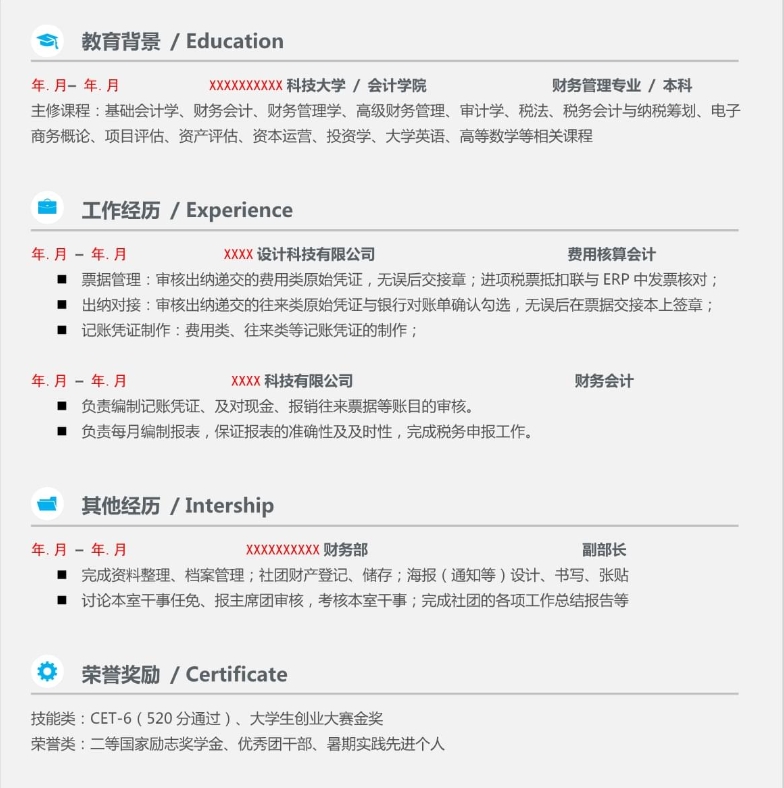 教育背景 / Education
年. 月– 年. 月 XXXXXXXXXX 科技大学 / 会计学院 财务管理专业 / 本科
主修课程：基础会计学、财务会计、财务管理学、高级财务管理、审计学、税法、税务会计与纳税筹划、电子
商务概论、项目评估、资产评估、资本运营、投资学、大学英语、高等数学等相关课程
工作经历 / Experience
年. 月 – 年. 月 XXXX 设计科技有限公司 费用核算会计
■ 票据管理：审核出纳递交的费用类原始凭证，无误后交接章；进项税票抵扣联与 ERP 中发票核对；
■ 出纳对接：审核出纳递交的往来类原始凭证与银行对账单确认勾选，无误后在票据交接本上签章；
■ 记账凭证制作：费用类、往来类等记账凭证的制作；
年. 月 – 年. 月 XXXX 科技有限公司 财务会计
■ 负责编制记账凭证、及对现金、报销往来票据等账目的审核。
■ 负责每月编制报表，保证报表的准确性及及时性，完成税务申报工作。
其他经历 / Intership
年. 月 – 年. 月 XXXXXXXXXX 财务部 副部长
■ 完成资料整理、档案管理；社团财产登记、储存；海报（通知等）设计、书写、张贴
■ 讨论本室干事任免、报主席团审核，考核本室干事；完成社团的各项工作总结报告等
荣誉奖励 / Certificate
技能类：CET-6（520 分通过）、大学生创业大赛金奖
荣誉类：二等国家励志奖学金、优秀团干部、暑期实践先进个人